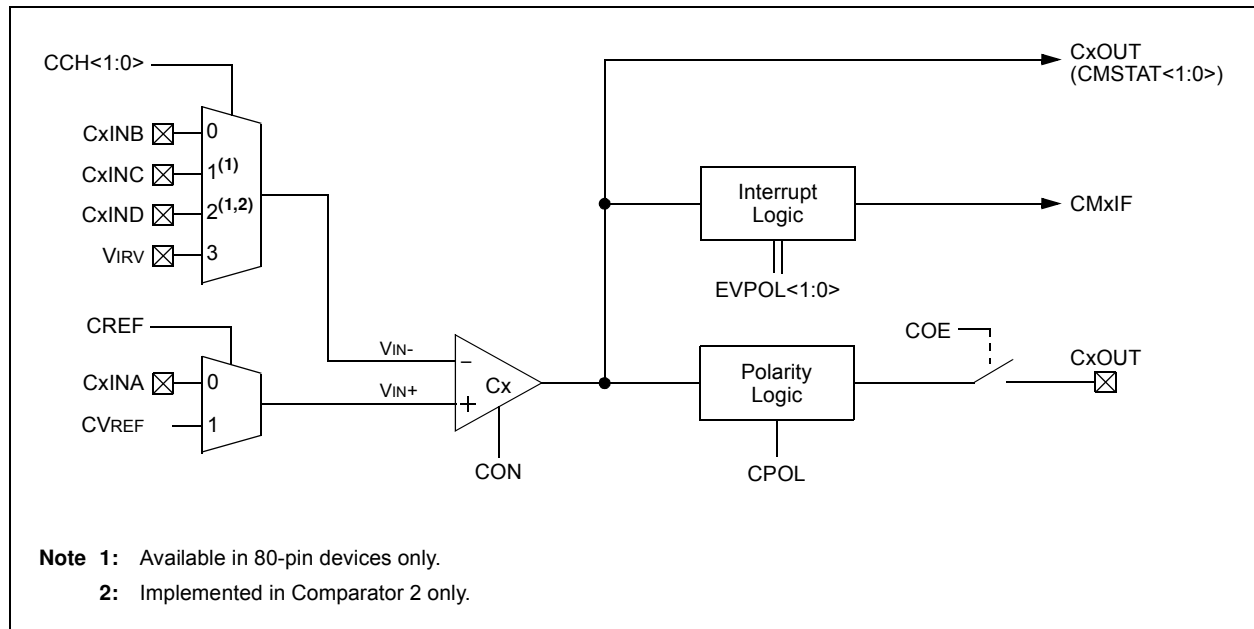 CCH<1:0>
CxINB
0
CxINC
1(1)
CxIND
2(1,2)
VIRV
3
CREF
CxINA
0
CVREF
1
VIN-
VIN+
–
+
Cx
CON
CxOUT
(CMSTAT<1:0>)
Interrupt
Logic
CMxIF
EVPOL<1:0>
COE
CxOUT
Polarity
Logic
CPOL
Note 1: Available in 80-pin devices only.
2: Implemented in Comparator 2 only.